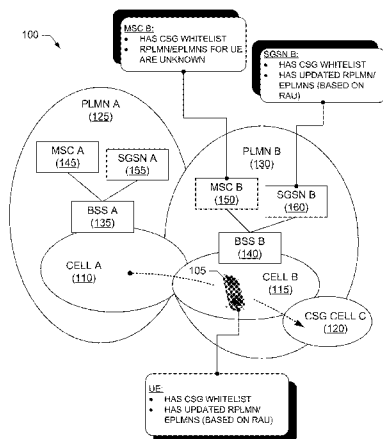 100
MSC B:
• HAS CSG WHITELIST
• RPLMN/EPLMNS FOR UE
ARE UNKNOWN
SGSN B:
• HAS CSG WHITELIST
• HAS UPDATED RPLMN/
EPLMNS (BASED ON
RAU)
PLMN A
(125)
PLMN B
(130)
MSC A
(145)
SGSN A
(155)
MSC B
(150)
SGSN B
(160)
BSS A
(135)
BSS B
(140)
CELL A
(110)
105
CELL B
(115)
CSG CELL C
(120)
UE:
• HAS CSG WHITELIST
• HAS UPDATED RPLMN/
EPLMNS (BASED ON RAU)